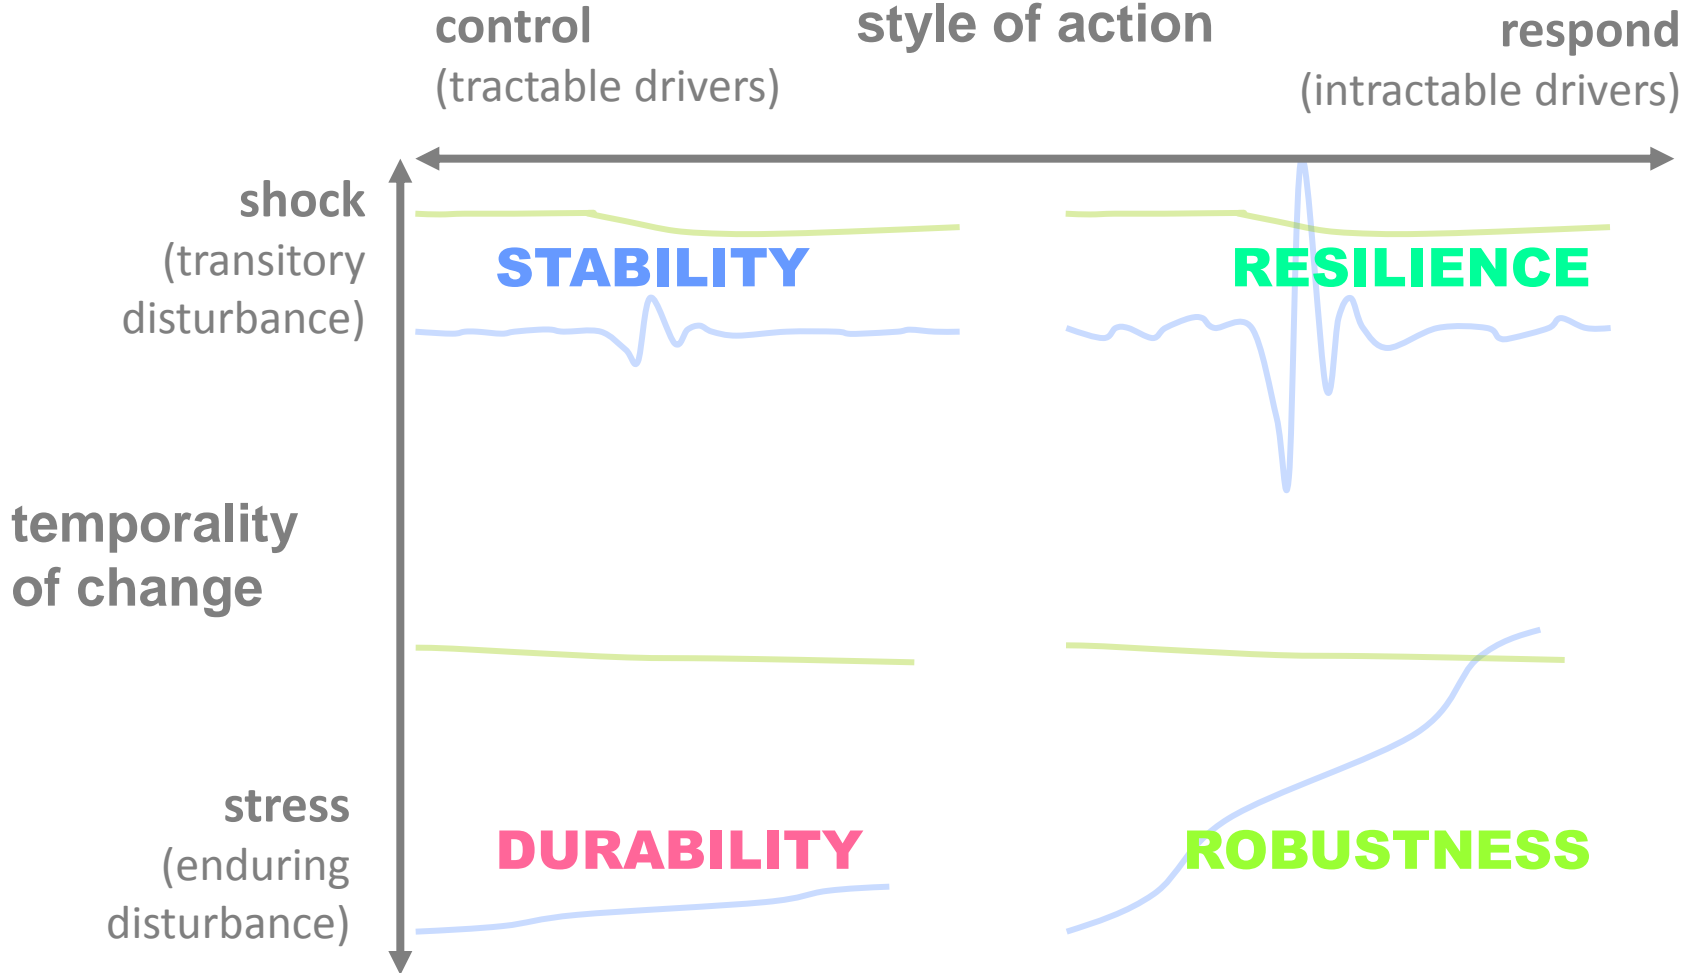 control
style of action
respond
(tractable drivers)
(intractable drivers)
shock
(transitory
disturbance)
STABILITY
RESILIENCE
temporality
of change
stress
(enduring
disturbance)
DURABILITY
ROBUSTNESS